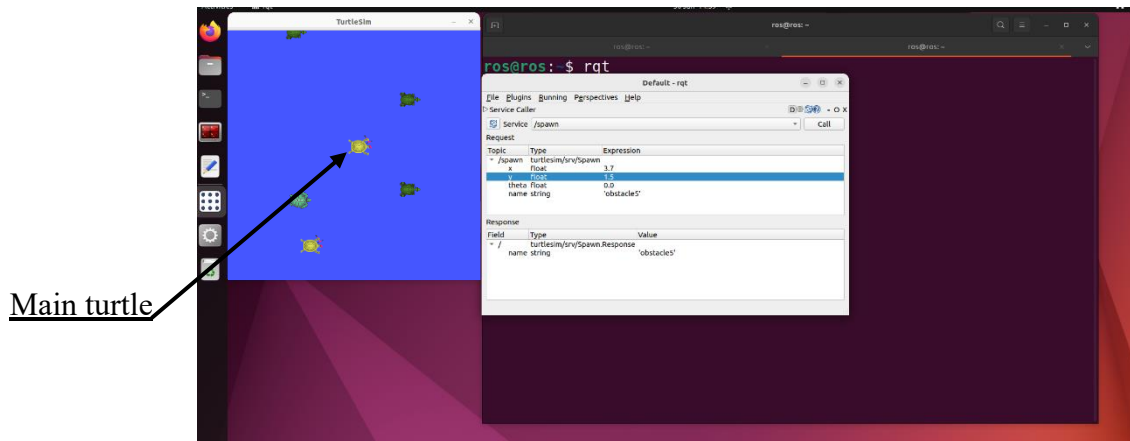 TurtleSim
ros@ros: ~
ros@ros: ~
ros@ros: ~
ros@ros:~$ rqt
Default - rqt
File Plugins Running Perspectives Help
Service Caller
Service /spawn Call
Request
Topic Type Expression
/spawn turtlesim/srv/Spawn
x float 3.7
y float 1.5
theta float 0.0
name string 'obstacle5'
Response
Field Type Value
/ turtlesim/srv/Spawn.Response
name string 'obstacle5'
Main turtle